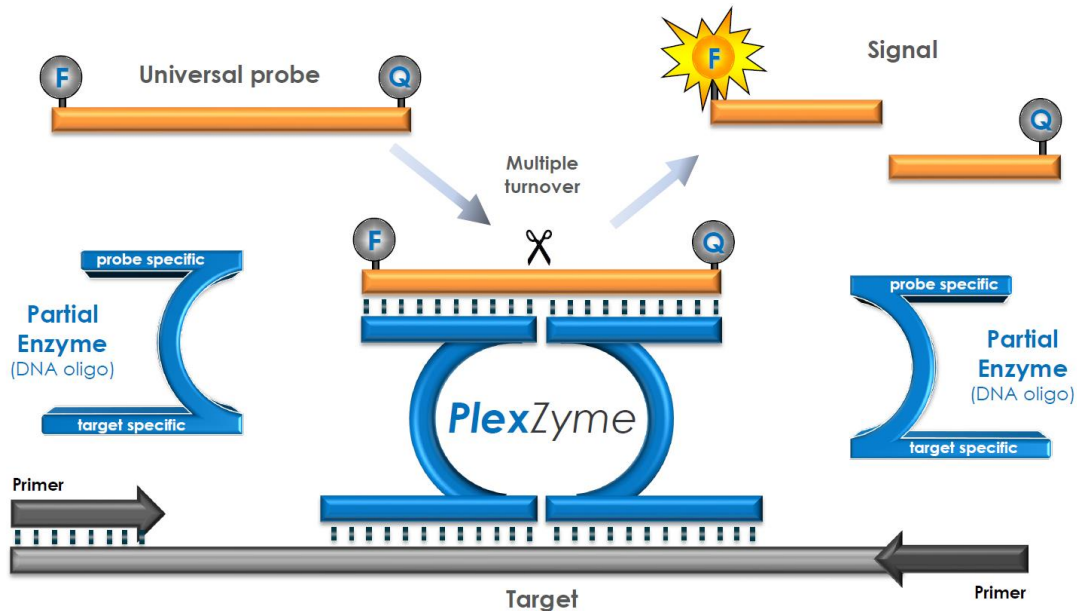 F
Universal probe
Q
F
Signal
Q
Multiple
turnover
F
Q
probe specific
Partial
Enzyme
(DNA oligo)
target specific
PlexZyme
probe specific
Partial
Enzyme
(DNA oligo)
target specific
Primer
Target
Primer